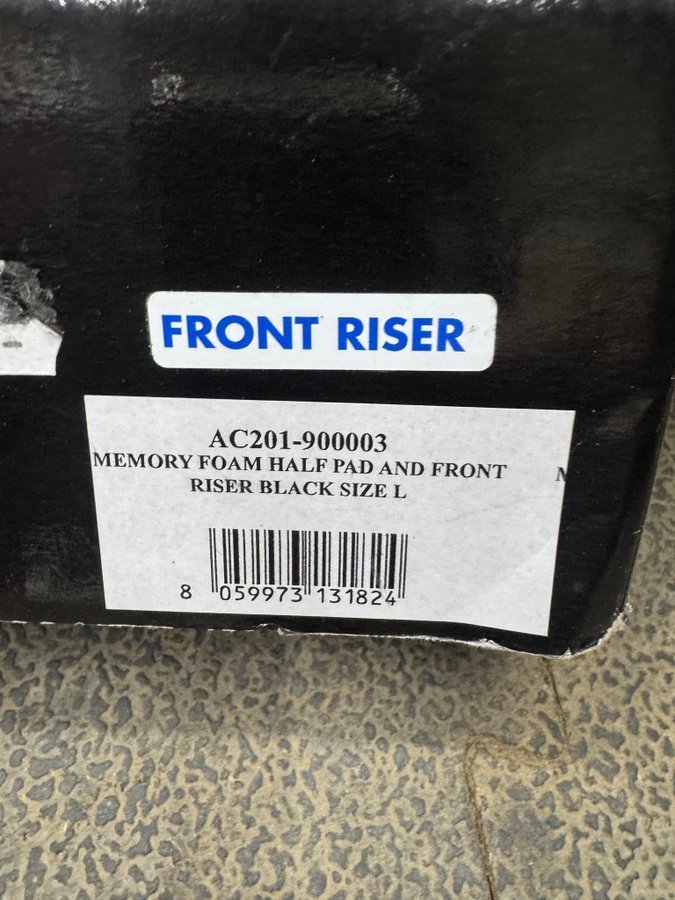 FRONT RISER
AC201-900003
MEMORY FOAM HALF PAD AND FRONT
RISER BLACK SIZE L
8 059973 131824